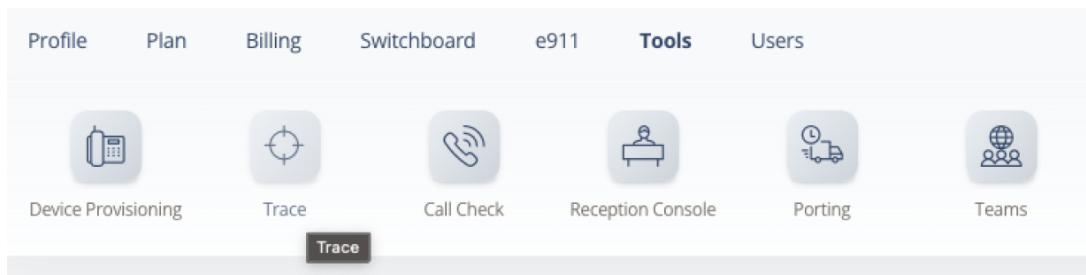 Profile Plan Billing Switchboard e911 Tools Users
Device Provisioning Trace Call Check Reception Console Porting Teams
Trace